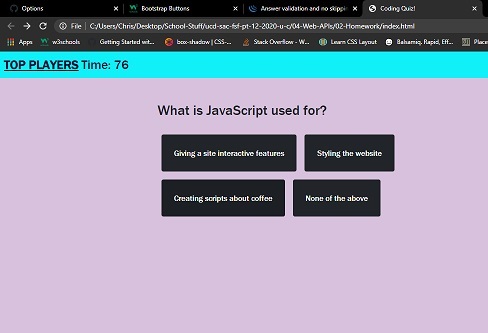 Options
Bootstrap Buttons
Answer validation and no skippin
Coding Quiz!
File | C:/Users/Chris/Desktop/School-Stuff/ucd-sac-fsf-pt-12-2020-u-c/04-Web-APIs/02-Homework/index.html
Apps w3schools Getting Started wit... box-shadow | CSS-... Stack Overflow - W... Learn CSS Layout Balsamiq, Rapid, Eff... Place
TOP PLAYERS Time: 76
What is JavaScript used for?
Giving a site interactive features
Styling the website
Creating scripts about coffee
None of the above